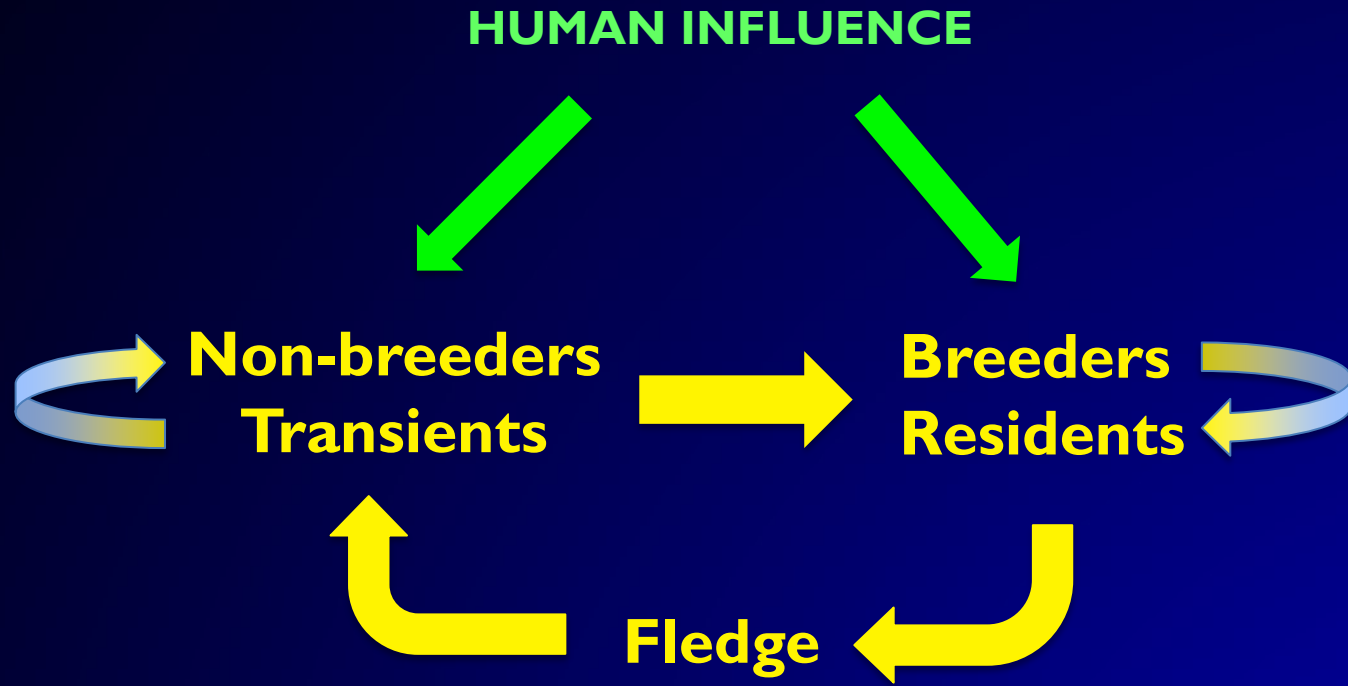 HUMAN INFLUENCE
Non-breeders
Transients
Breeders
Residents
Fledge